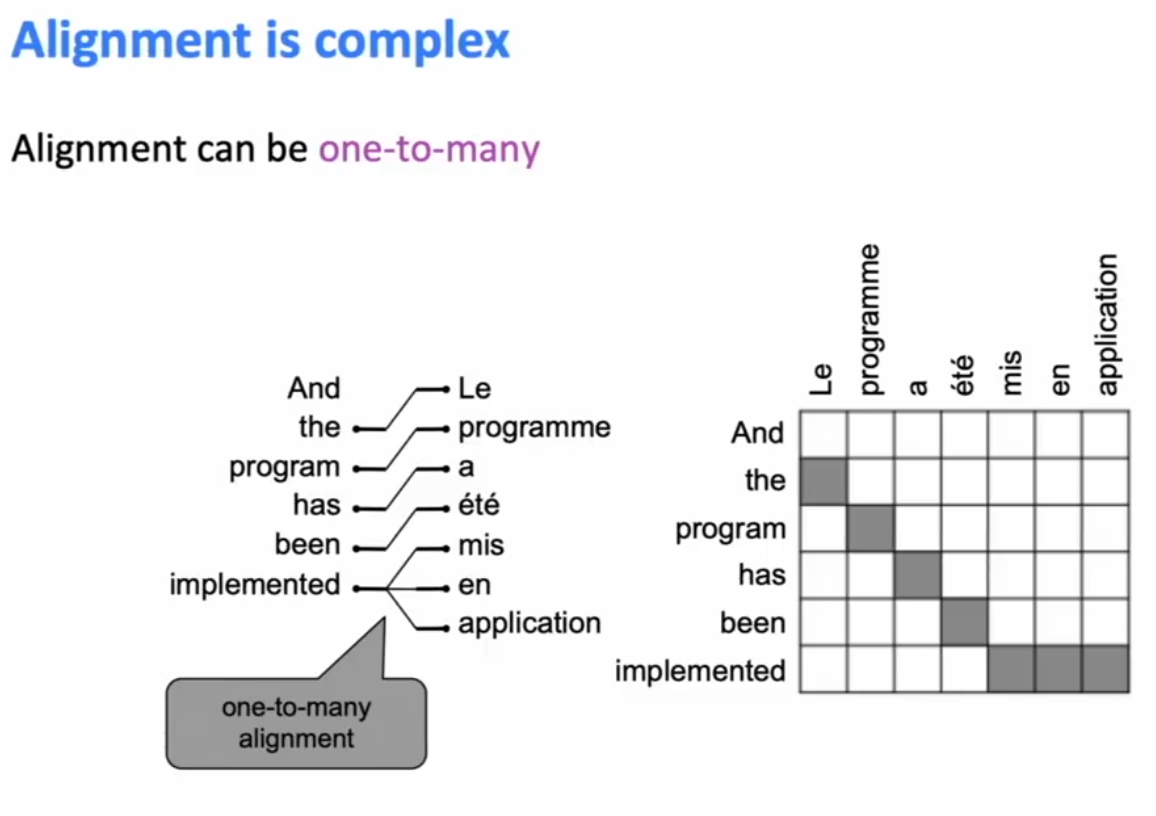 Alignment is complex
Alignment can be one-to-many
And
the
program
has
been
implemented
Le
programme
a
été
mis
en
application
one-to-many
alignment
Le
programme
a
été
mis
en
application
And
the
program
has
been
implemented